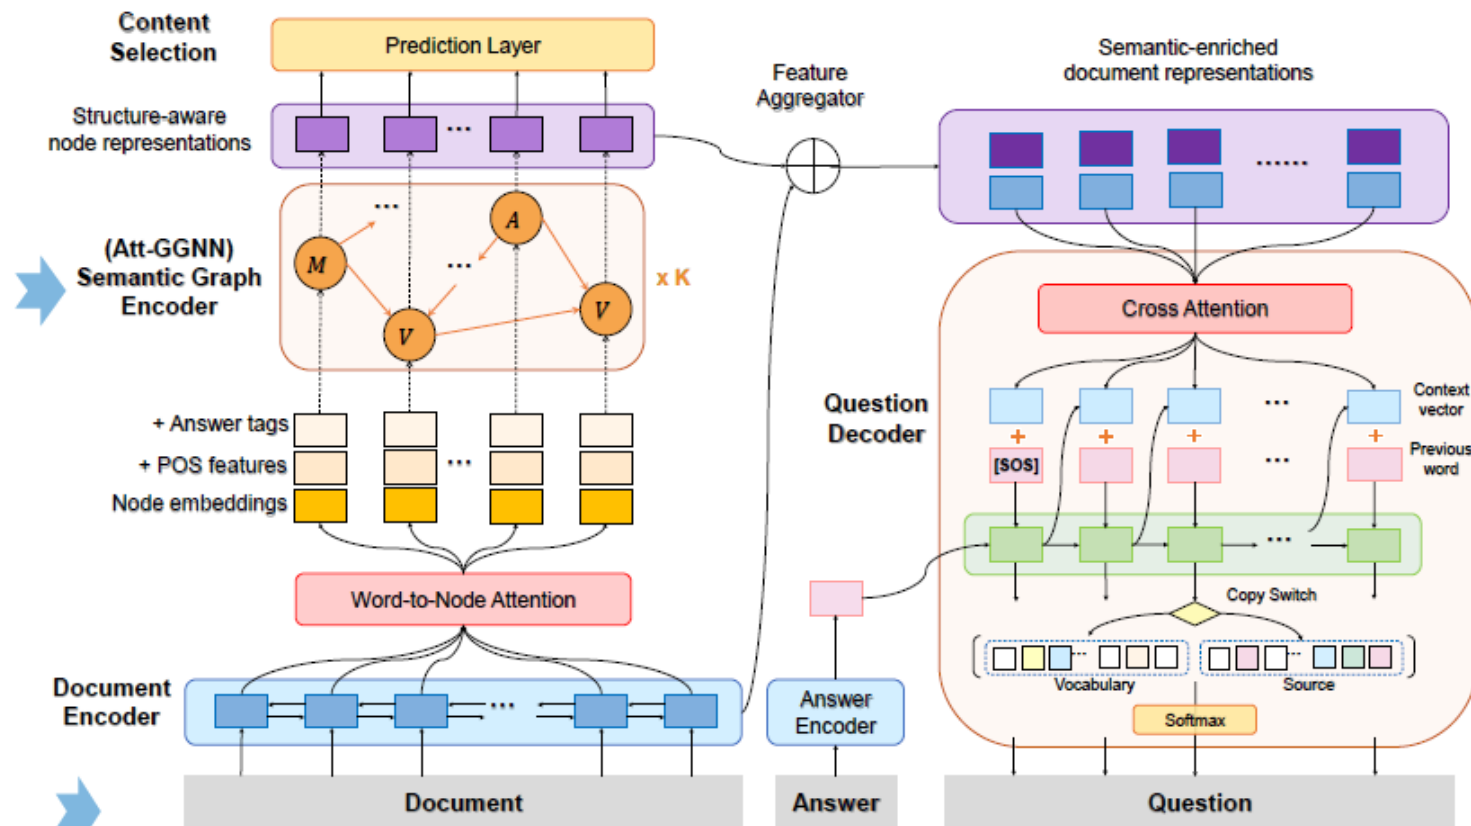 Content
Selection
Prediction Layer
Structure-aware
node representations
...
(Att-GGNN)
Semantic Graph
Encoder
M
...
A
...
V
V
x K
+ Answer tags
+ POS features
...
Node embeddings
Word-to-Node Attention
Document
Encoder
...
Document
Feature
Aggregator
Answer
Encoder
Answer
Semantic-enriched
document representations
......
Cross Attention
Question
Decoder
Context
vector
...
+
+
+
+
[SOS]
...
Previous
word
...
Copy Switch
...
...
Vocabulary
Source
Softmax
Question